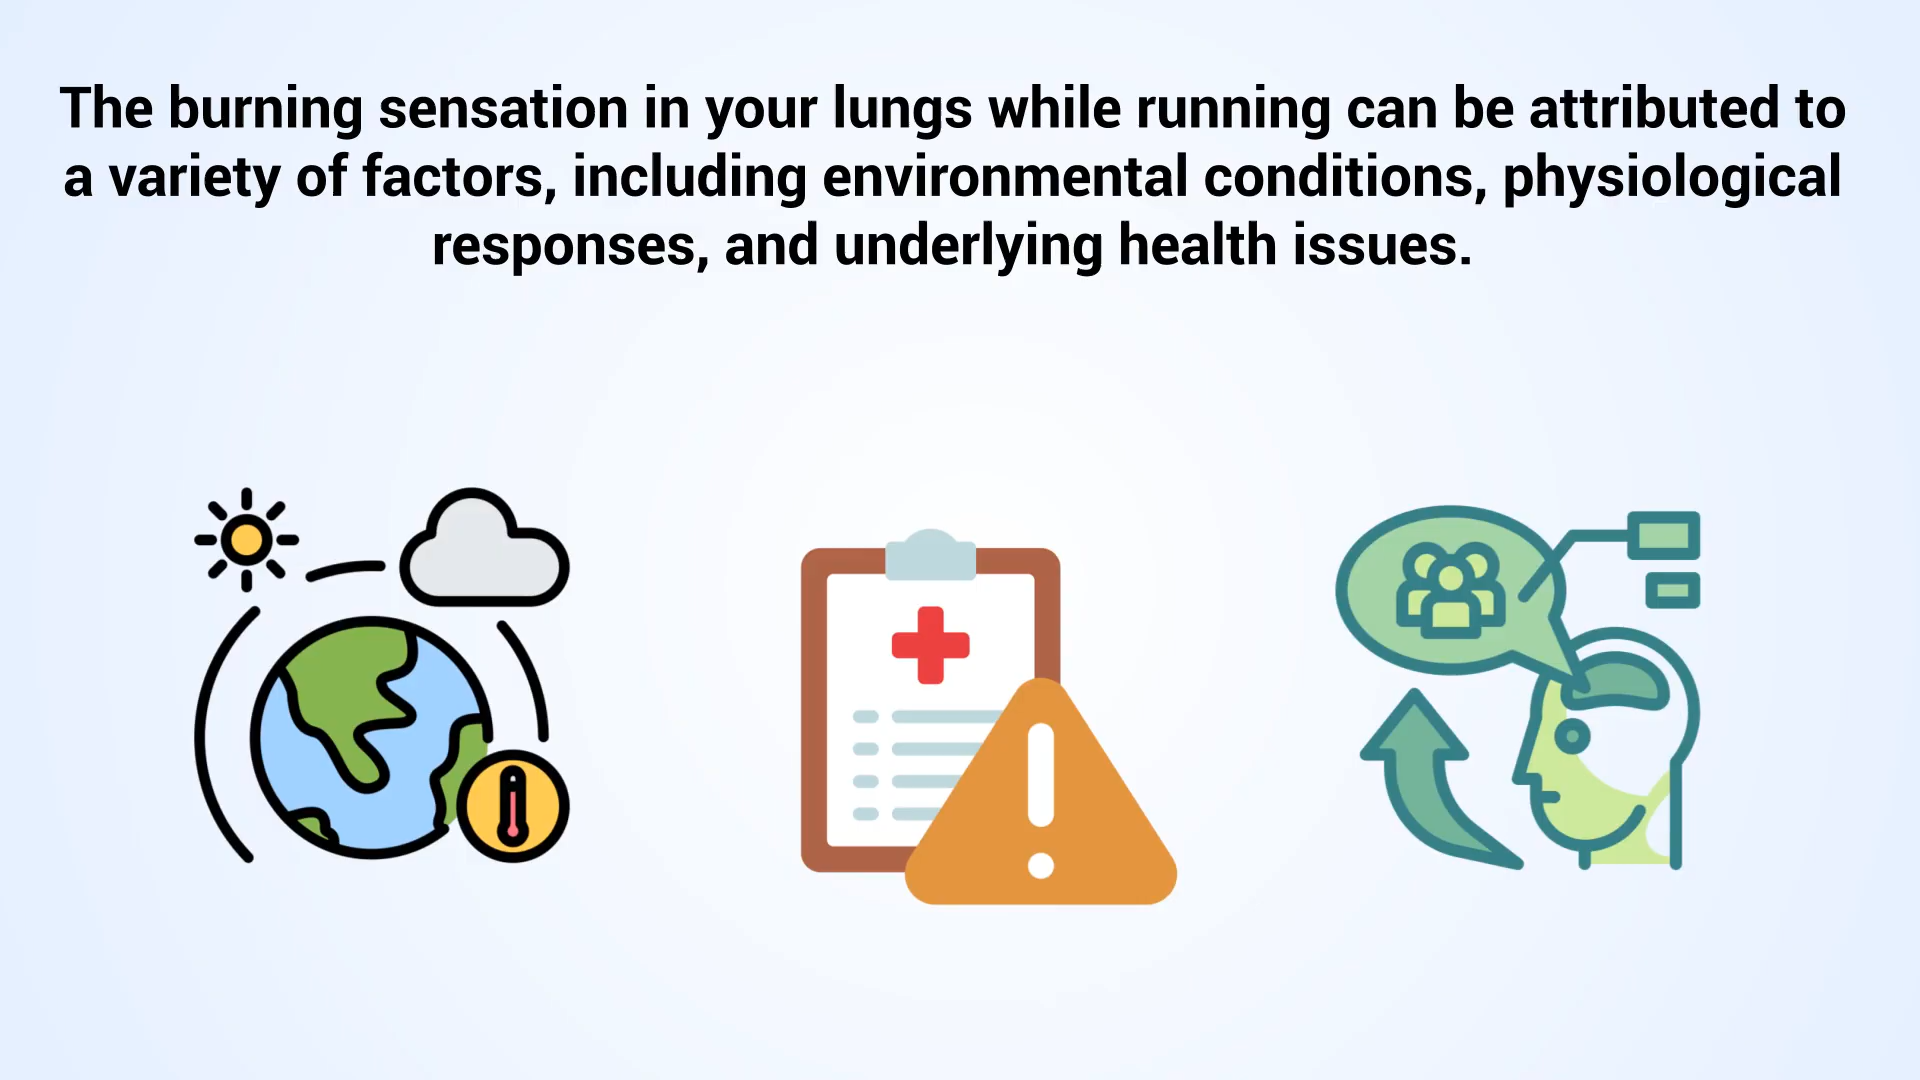 The burning sensation in your lungs while running can be attributed to
a variety of factors, including environmental conditions, physiological
responses, and underlying health issues.